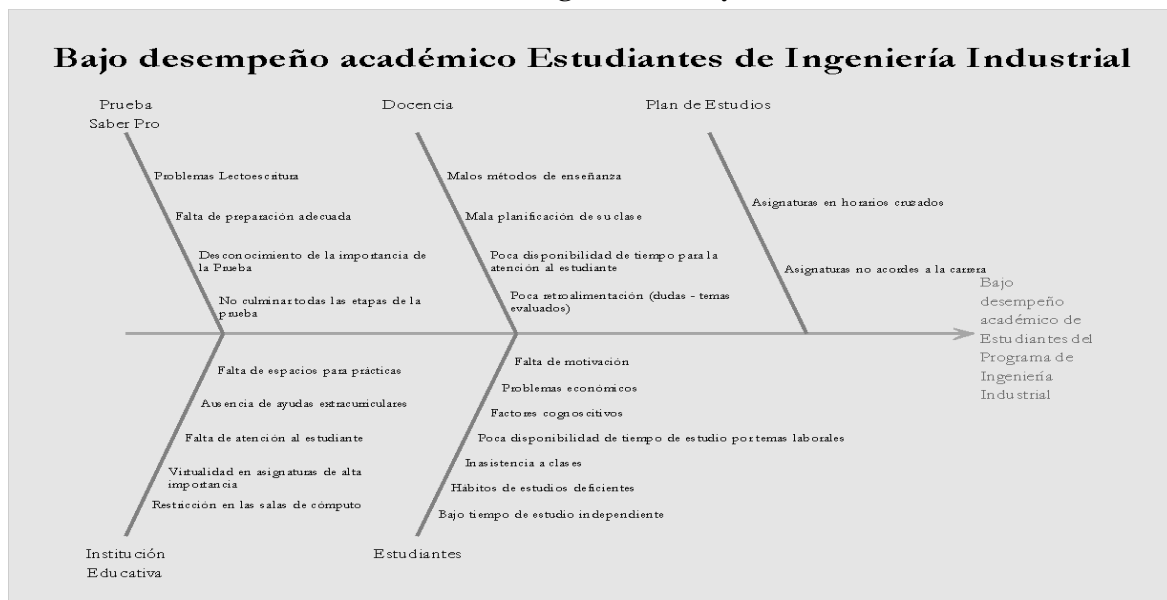 Bajo desempeño académico Estudiantes de Ingeniería Industrial
Prueba
Saber Pro
Docencia
Plan de Estudios
Problemas Lectoescritura
Falta de preparación adecuada
Desconocimiento de la importancia de
la Prueba
No culminar todas las etapas de la
prueba
Malos métodos de enseñanza
Mala planificación de su clase
Poca disponibilidad de tiempo para la
atención al estudiante
Poca retroalimentación (dudas - temas
evaluados)
Asignaturas en horarios cruzados
Asignaturas no acordes a la carrera
Bajo
desempeño
académico de
Estudiantes del
Programa de
Ingeniería
Industrial
Falta de espacios para prácticas
Ausencia de ayudas extracurriculares
Falta de atención al estudiante
Virtualidad en asignaturas de alta
importancia
Restricción en las salas de cómputo
Falta de motivación
Problemas económicos
Factores cognoscitivos
Poca disponibilidad de tiempo de estudio por temas laborales
Inasistencia a clases
Hábitos de estudios deficientes
Bajo tiempo de estudio independiente
Institución
Educativa
Estudiantes